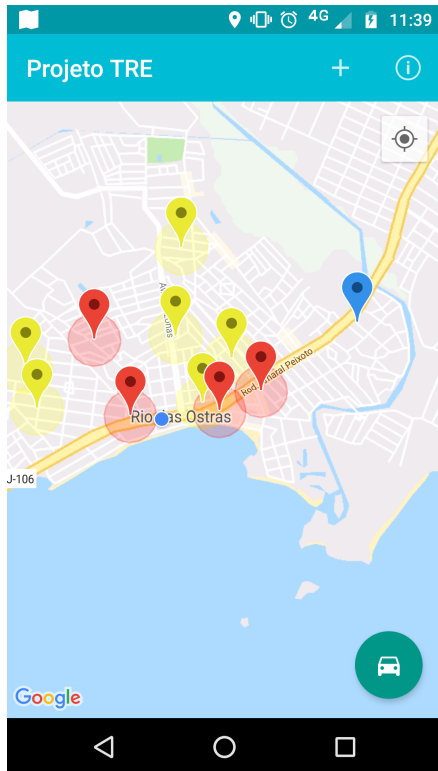 4G 11:39
Projeto TRE
Rod. Amaral Peixoto
Rio das Ostras
J-106
Google